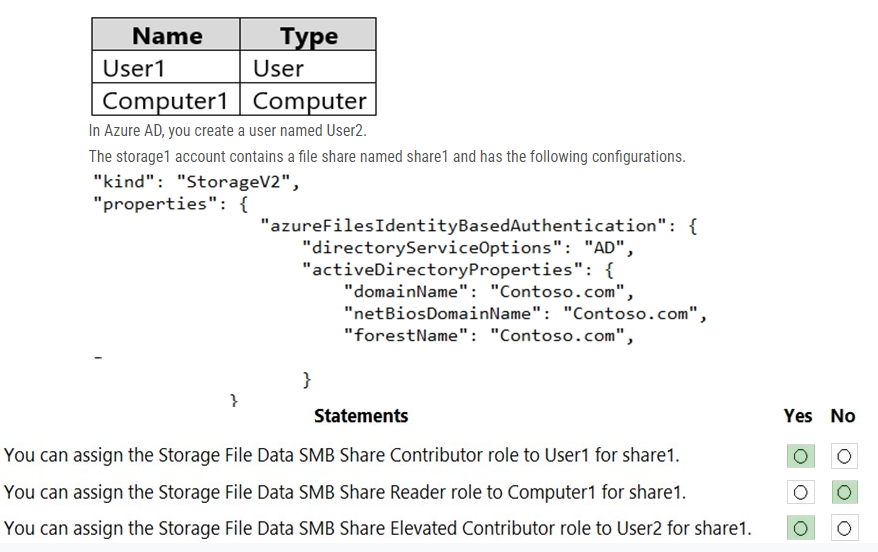 Name Type
User1 User
Computer1 Computer
In Azure AD, you create a user named User2.
The storage1 account contains a file share named share1 and has the following configurations.
"kind": "StorageV2",
"properties": {
"azureFilesIdentityBasedAuthentication": {
"directoryServiceOptions": "AD",
"activeDirectoryProperties": {
"domainName": "Contoso.com",
"netBiosDomainName": "Contoso.com",
"forestName": "Contoso.com",
–
}
}
Statements Yes No
You can assign the Storage File Data SMB Share Contributor role to User1 for share1.
You can assign the Storage File Data SMB Share Reader role to Computer1 for share1.
You can assign the Storage File Data SMB Share Elevated Contributor role to User2 for share1.